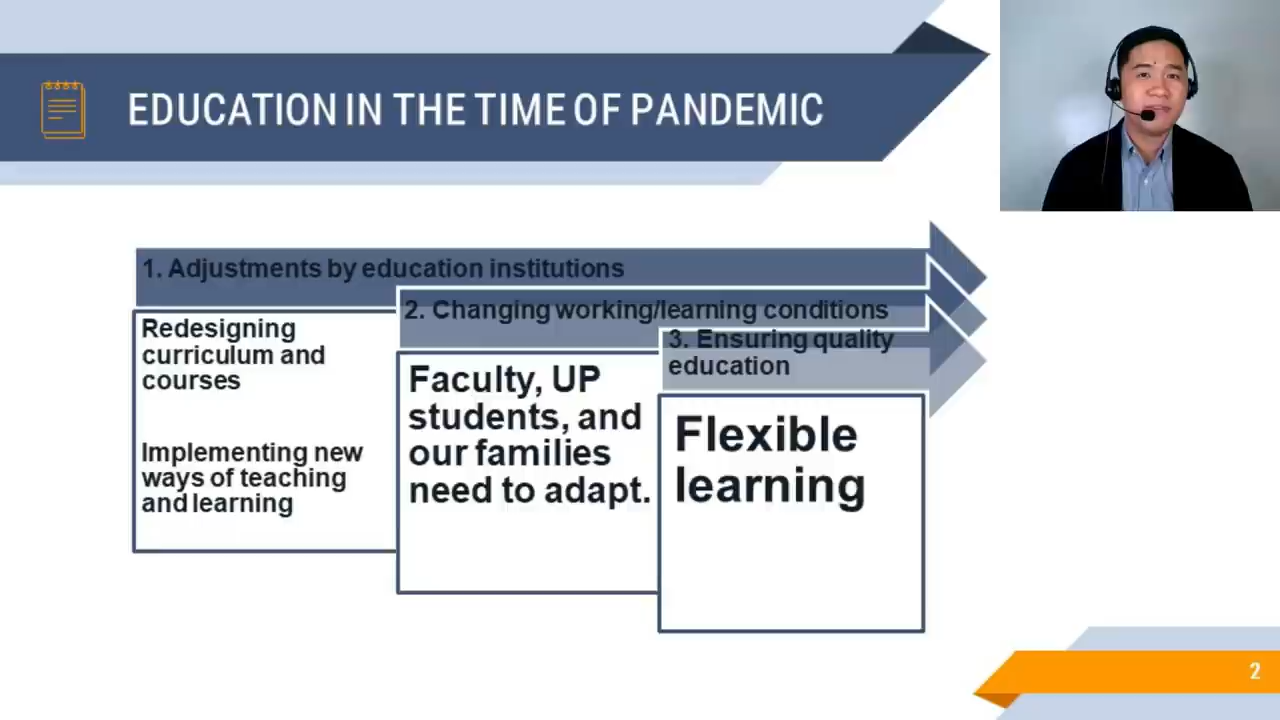 EDUCATION IN THE TIME OF PANDEMIC
1. Adjustments by education institutions
Redesigning
curriculum and
courses
Implementing new
ways of teaching
and learning
2. Changing working/learning conditions
Faculty, UP
students, and
our families
need to adapt.
3. Ensuring quality
education
Flexible
learning
2